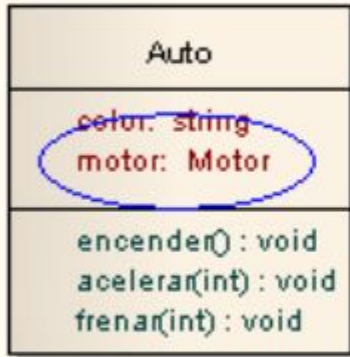 Auto
color: string
motor: Motor
encender() : void
acelerar(int) : void
frenar(int) : void